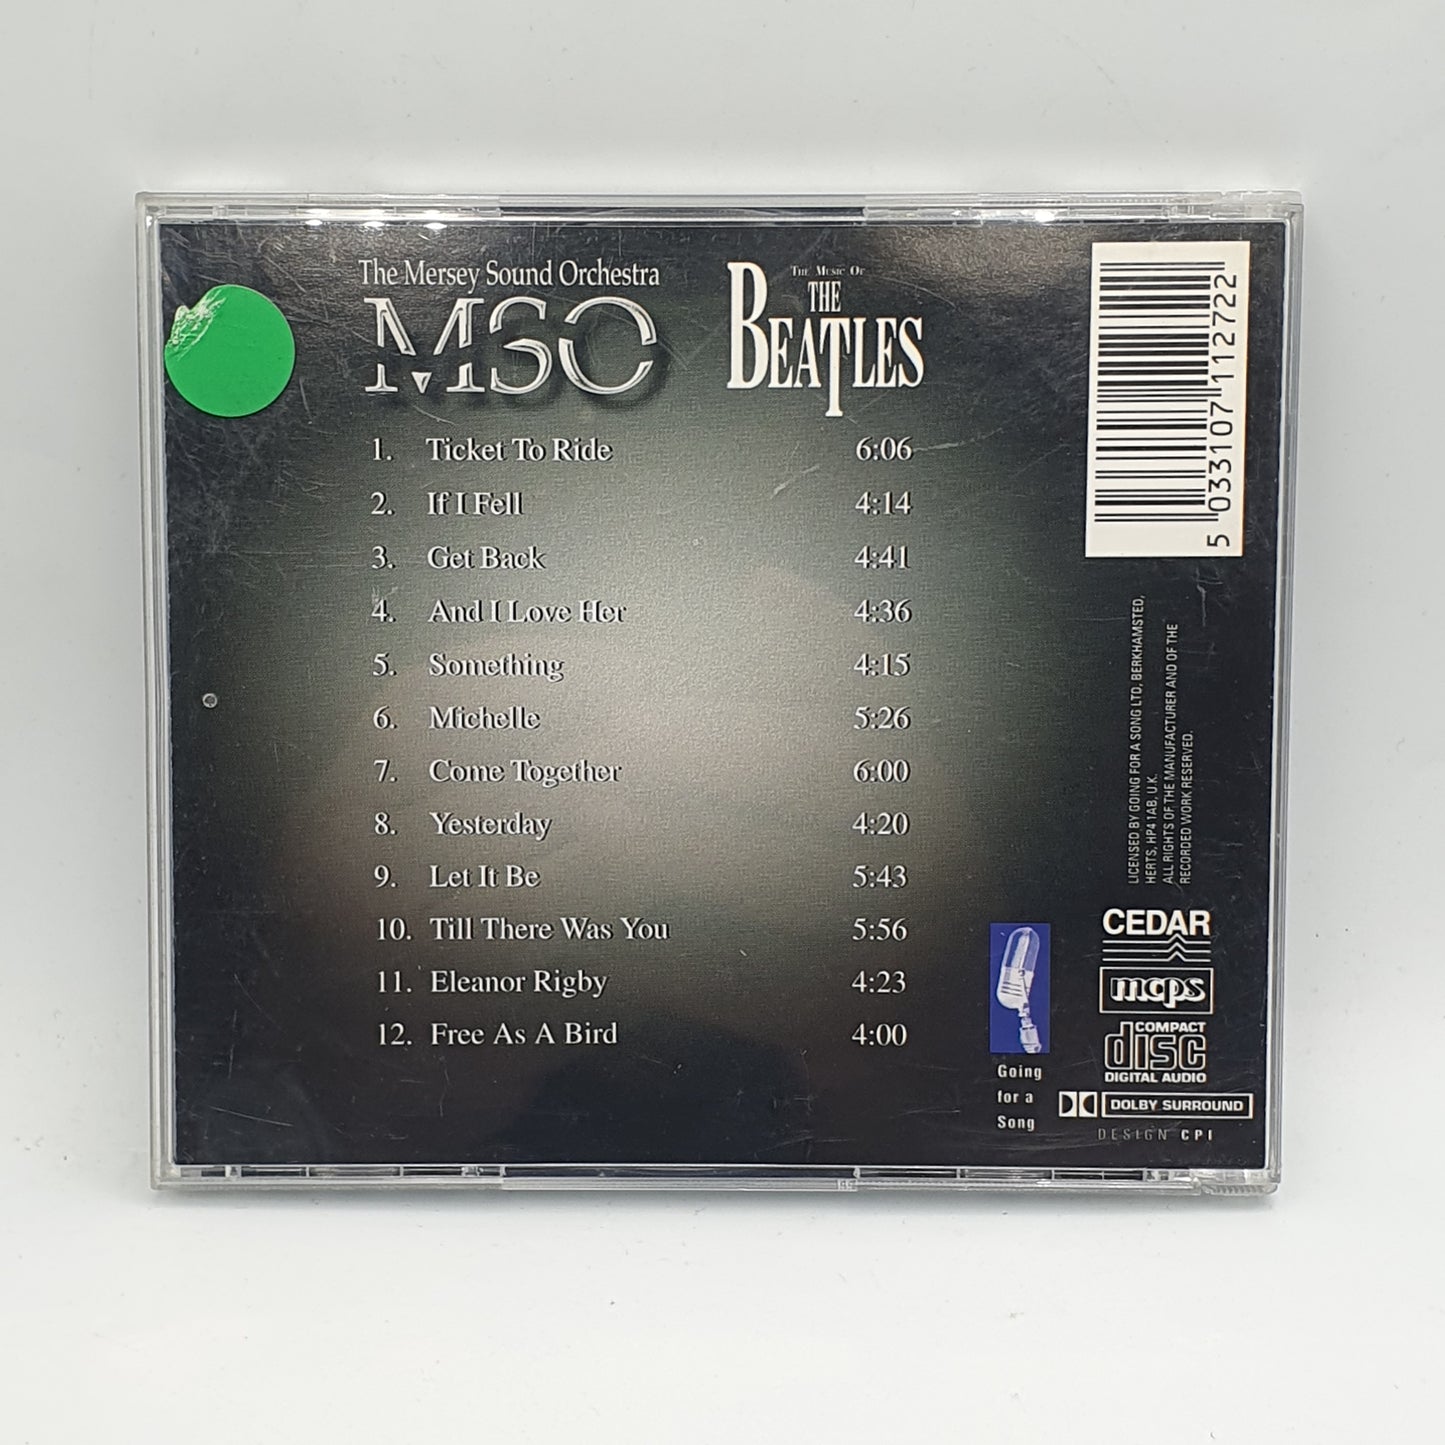 The Mersey Sound Orchestra
MSO
The Music Of
THE
BEATLES
1. Ticket To Ride 6:06
2. If I Fell 4:14
3. Get Back 4:41
4. And I Love Her 4:36
5. Something 4:15
6. Michelle 5:26
7. Come Together 6:00
8. Yesterday 4:20
9. Let It Be 5:43
10. Till There Was You 5:56
11. Eleanor Rigby 4:23
12. Free As A Bird 4:00
5 033107 112722
LICENSED BY GOING FOR A SONG LTD, BERKHAMSTED,
HERTS, HP41AB, U.K.
ALL RIGHTS OF THE MANUFACTURER AND OF THE
RECORDED WORK RESERVED.
Going
for a
Song
CEDAR
mcps
COMPACT
disc
DIGITAL AUDIO
DOLBY SURROUND
DESIGN CPI